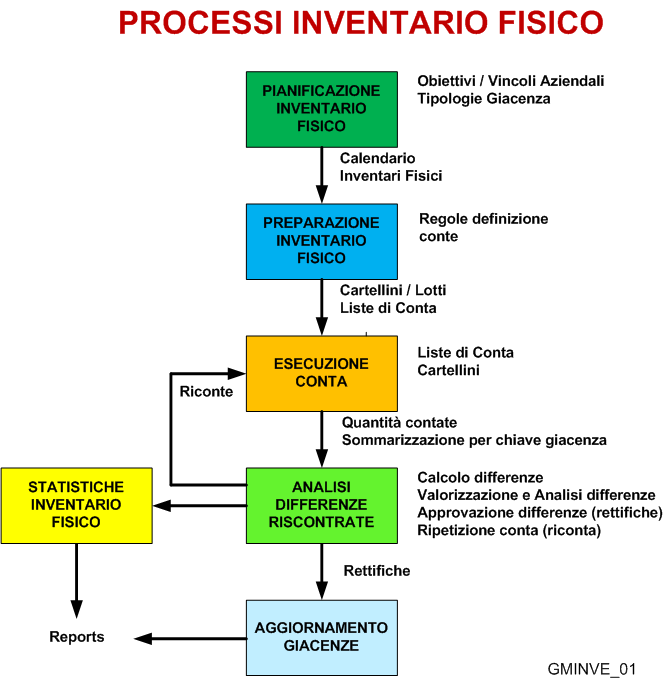 PROCESSI INVENTARIO FISICO
PIANIFICAZIONE
INVENTARIO
FISICO
Obiettivi / Vincoli Aziendali
Tipologie Giacenza
Calendario
Inventari Fisici
PREPARAZIONE
INVENTARIO
FISICO
Regole definizione
conte
Cartellini / Lotti
Liste di Conta
ESECUZIONE
CONTA
Liste di Conta
Cartellini
Riconte
Quantità contate
Sommarizzazione per chiave giacenza
STATISTICHE
INVENTARIO
FISICO
ANALISI
DIFFERENZE
RISCONTRATE
Calcolo differenze
Valorizzazione e Analisi differenze
Approvazione differenze (rettifiche)
Ripetizione conta (riconta)
Rettifiche
Reports
AGGIORNAMENTO
GIACENZE
GMINVE_01